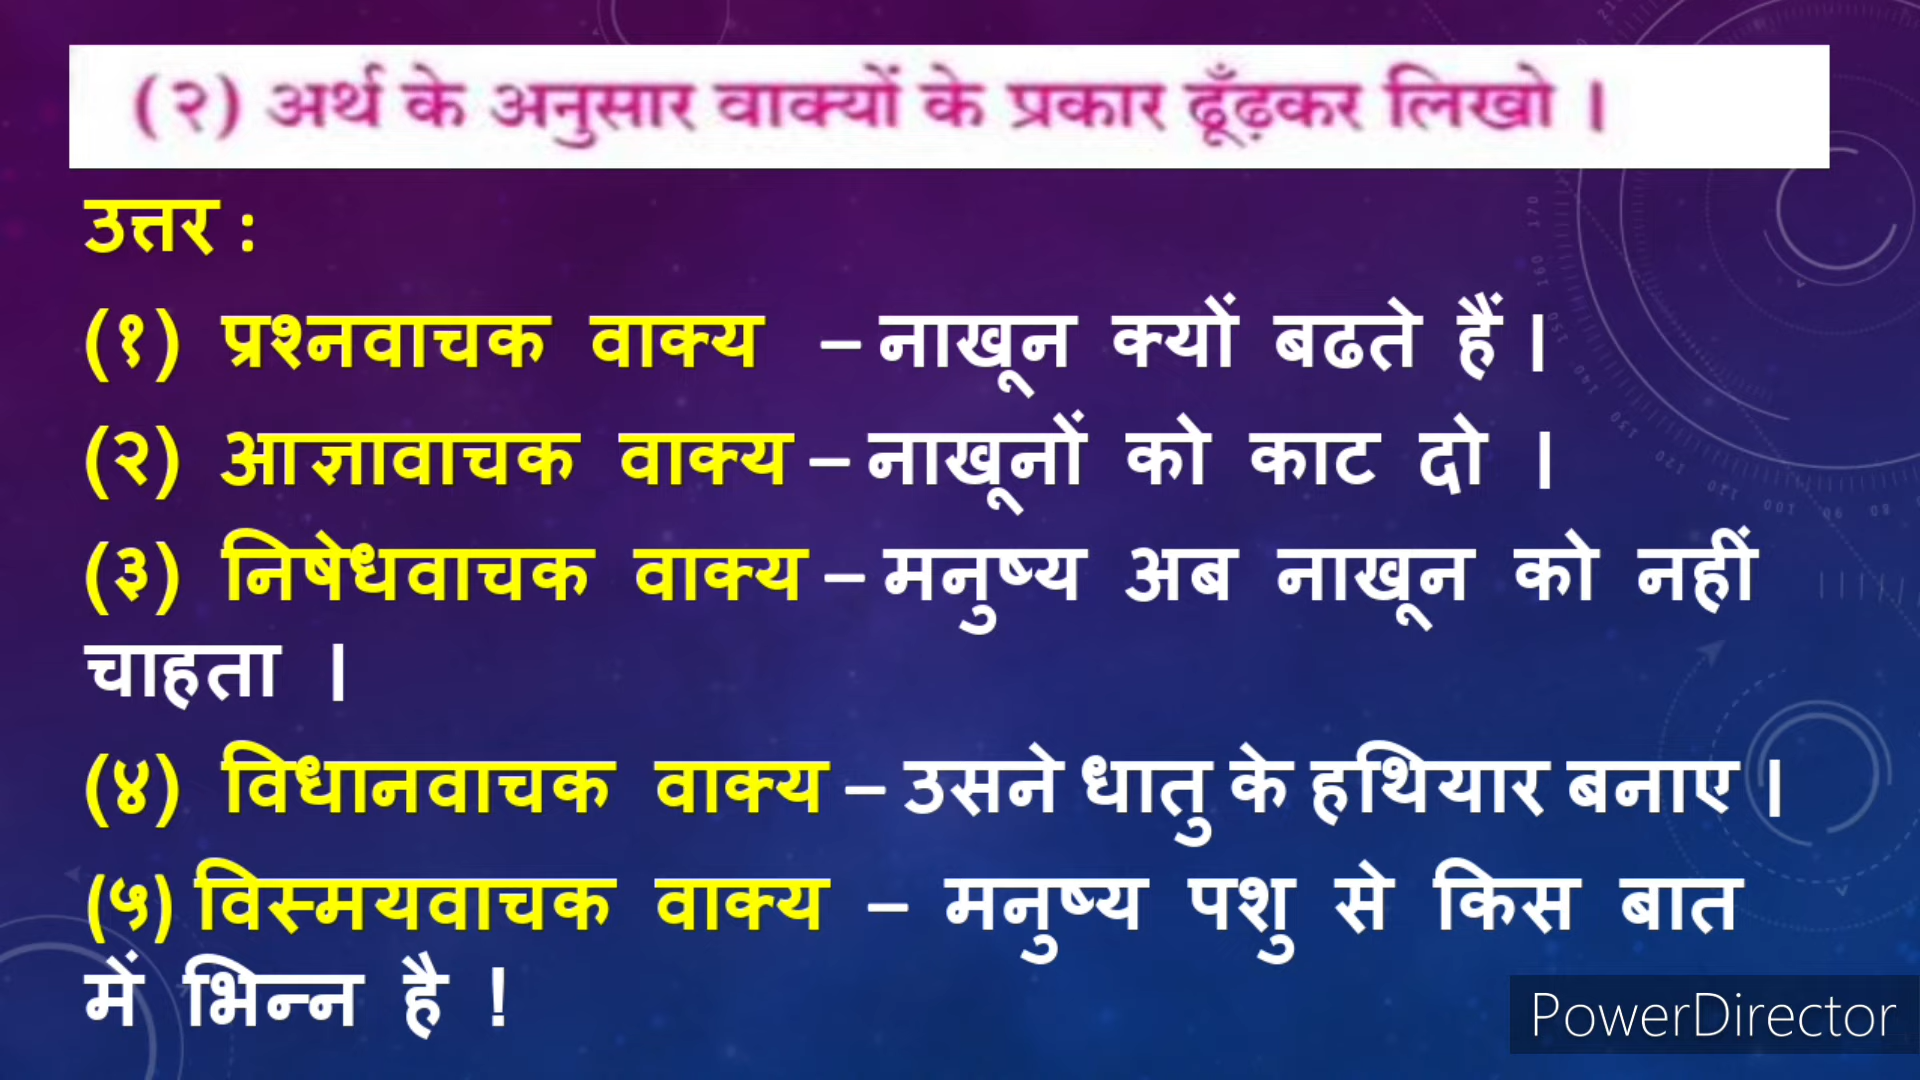 (२) अर्थ के अनुसार वाक्यों के प्रकार ढूँढ़कर लिखो ।
उत्तर :
(१) प्रश्नवाचक वाक्य – नाखून क्यों बढते हैं ।
(२) आज्ञावाचक वाक्य – नाखूनों को काट दो ।
(३) निषेधवाचक वाक्य – मनुष्य अब नाखून को नहीं
चाहता ।
(४) विधानवाचक वाक्य – उसने धातु के हथियार बनाए ।
(५) विस्मयवाचक वाक्य – मनुष्य पशु से किस बात
में भिन्न है !
PowerDirector